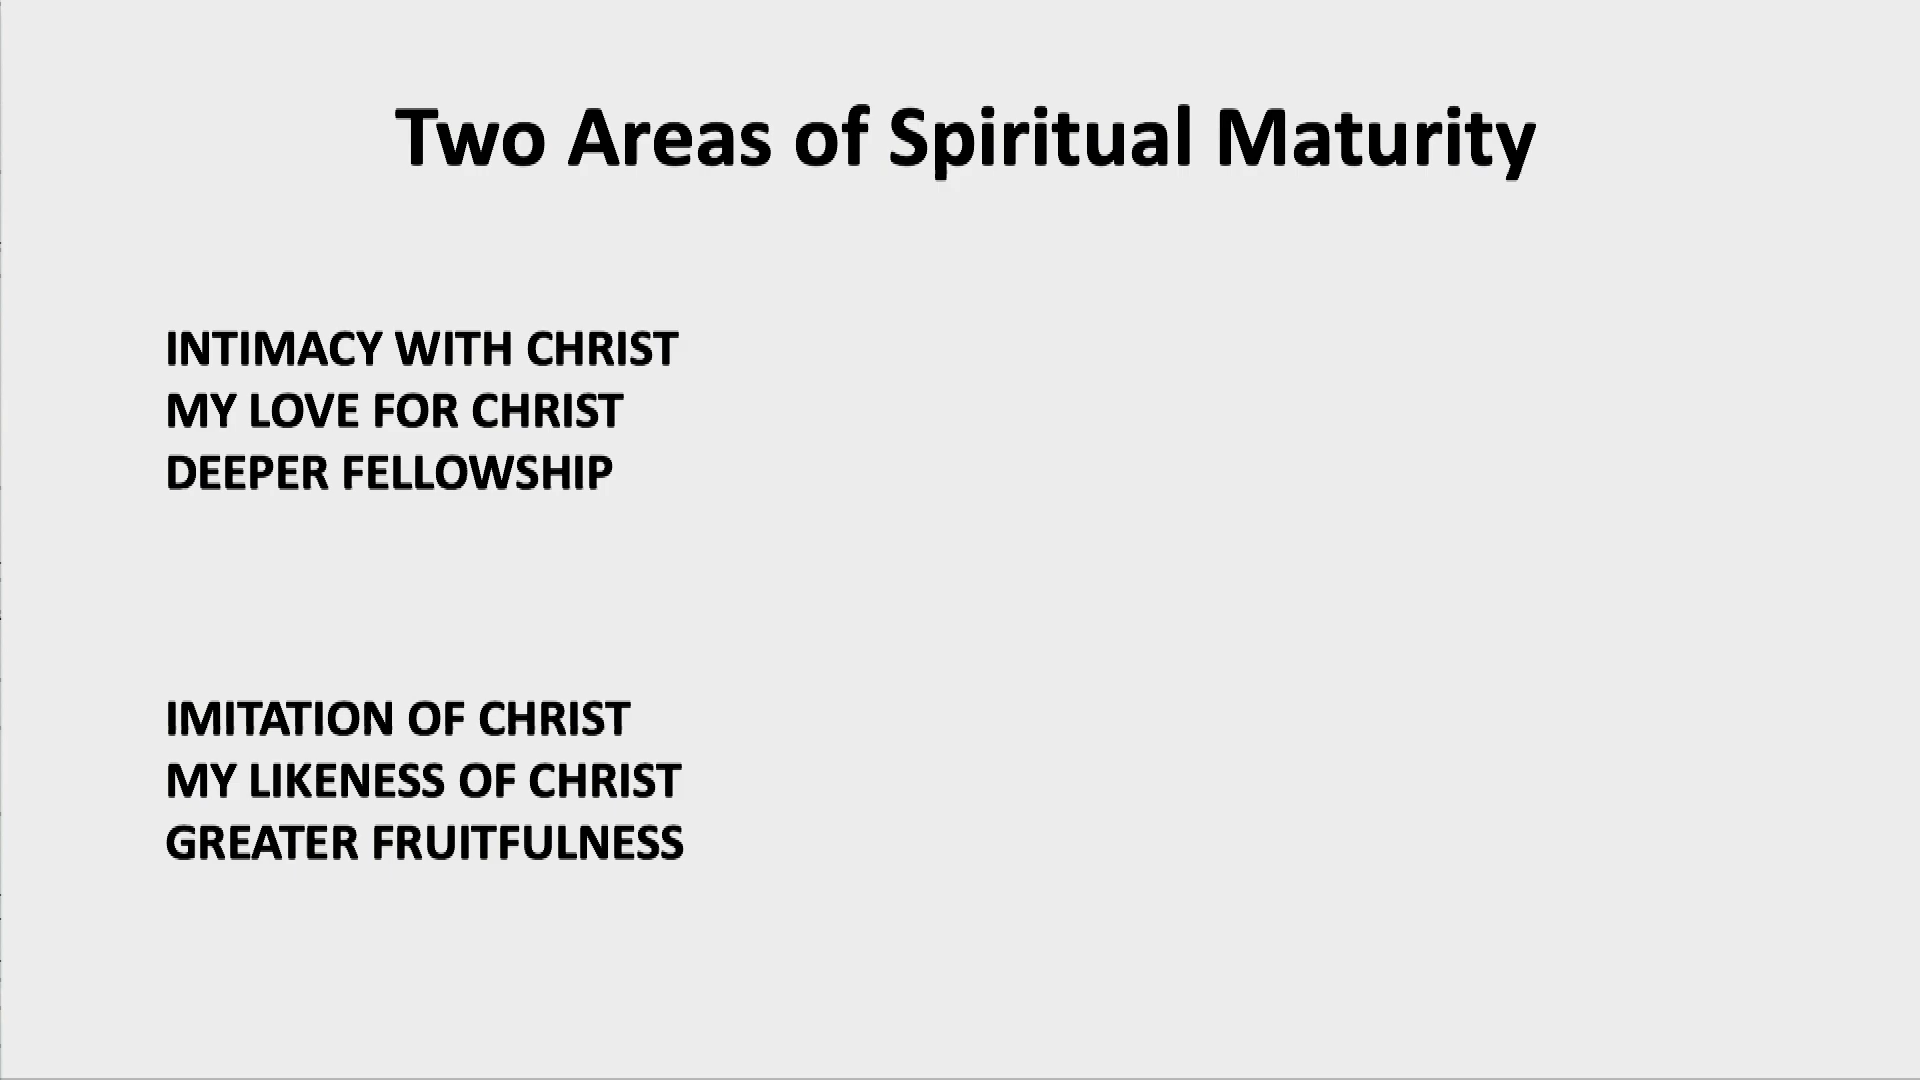 Two Areas of Spiritual Maturity
INTIMACY WITH CHRIST
MY LOVE FOR CHRIST
DEEPER FELLOWSHIP
IMITATION OF CHRIST
MY LIKENESS OF CHRIST
GREATER FRUITFULNESS